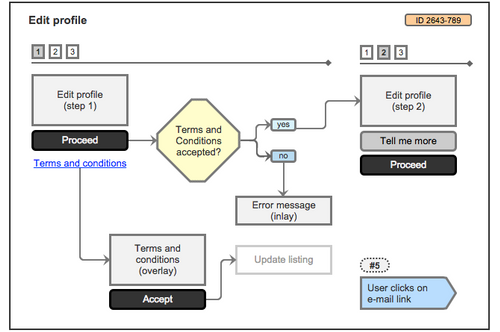 Edit profile
ID 2643-789
1 2 3
1 2 3
Edit profile
(step 1)
Proceed
Terms and conditions
Terms and
Conditions
accepted?
yes
no
Edit profile
(step 2)
Tell me more
Proceed
Error message
(inlay)
Terms and
conditions
(overlay)
Accept
Update listing
#5
User clicks on
e-mail link